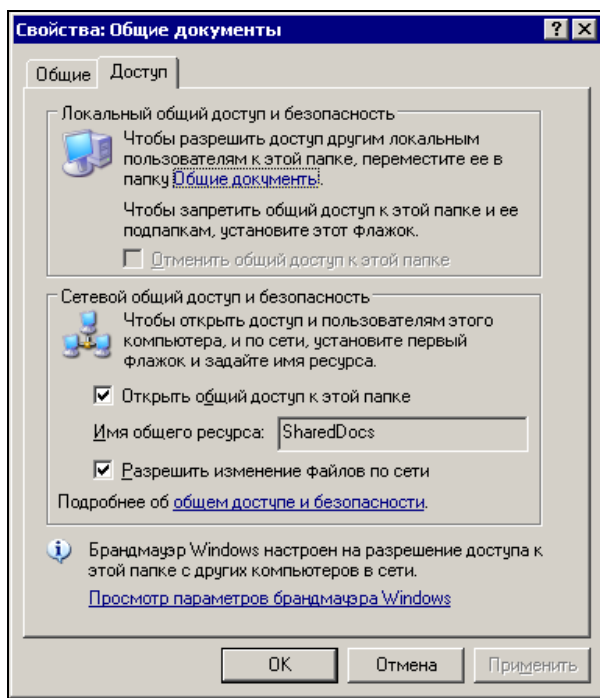 Свойства: Общие документы
Общие
Доступ
Локальный общий доступ и безопасность
Чтобы разрешить доступ другим локальным
пользователям к этой папке, переместите ее в
папку Общие документы.
Чтобы запретить общий доступ к этой папке и ее
подпапкам, установите этот флажок.
Отменить общий доступ к этой папке
Сетевой общий доступ и безопасность
Чтобы открыть доступ и пользователям этого
компьютера, и по сети, установите первый
флажок и задайте имя ресурса.
Открыть общий доступ к этой папке
Имя общего ресурса: SharedDocs
Разрешить изменение файлов по сети
Подробнее об общем доступе и безопасности.
Брандмауэр Windows настроен на разрешение доступа к
этой папке с других компьютеров в сети.
Просмотр параметров брандмауэра Windows
OK
Отмена
Применить